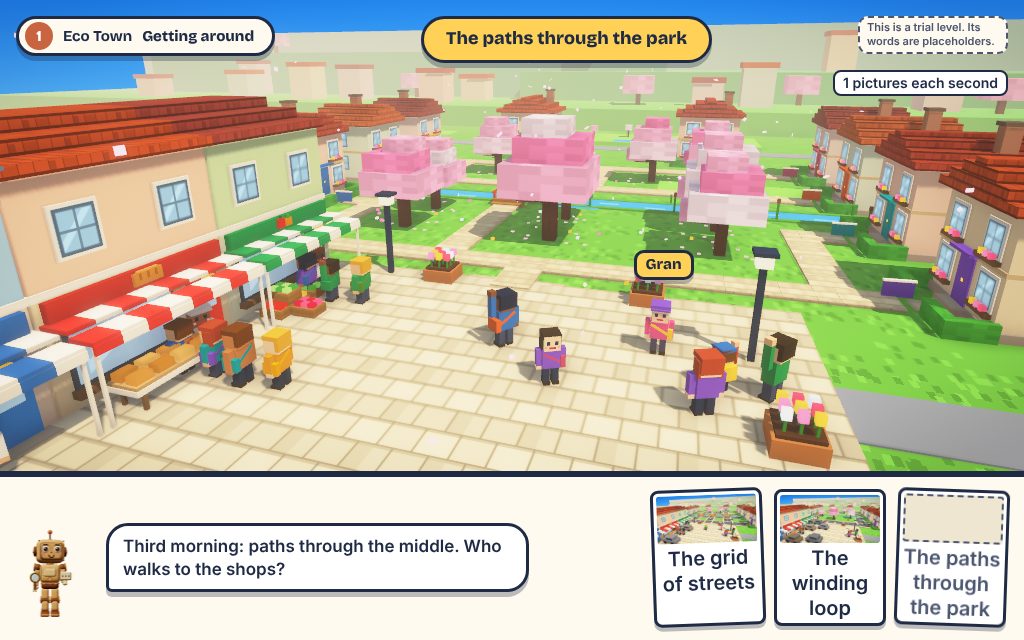 1 Eco Town Getting around
The paths through the park
This is a trial level. Its
words are placeholders.
1 pictures each second
Gran
Third morning: paths through the middle. Who
walks to the shops?
The grid
of streets
The
winding
loop
The paths
through
the park